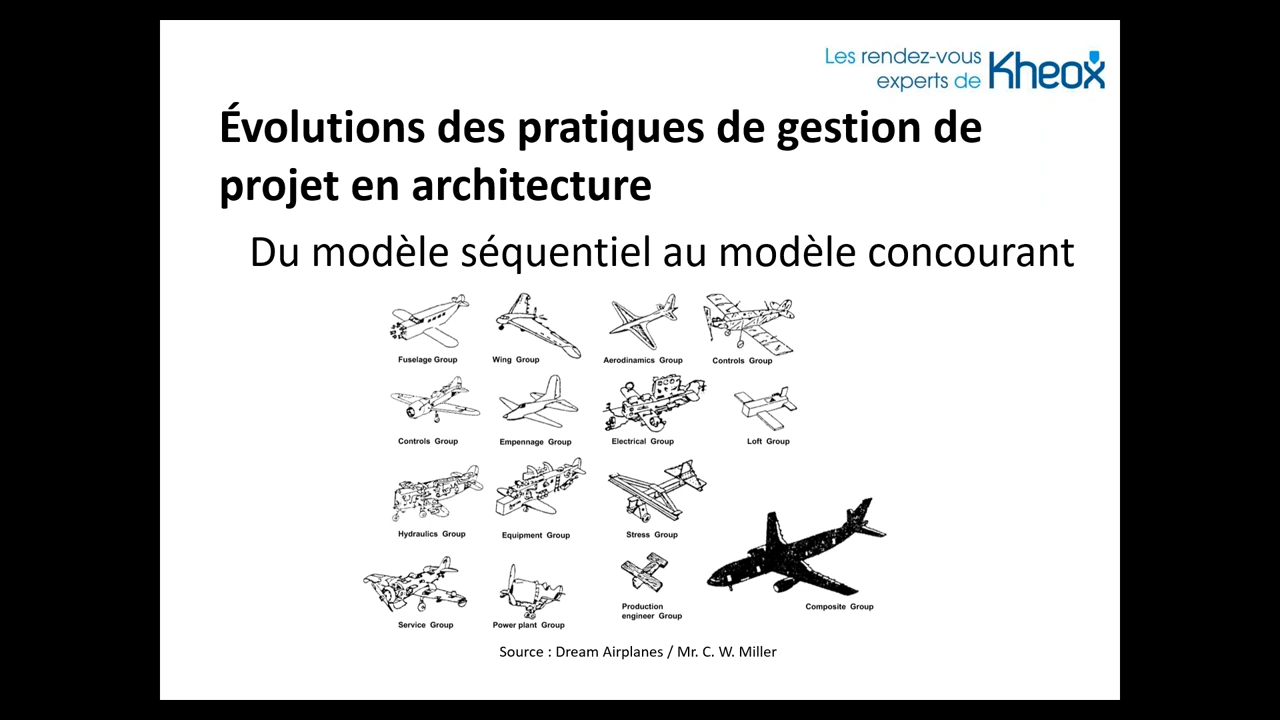 Les rendez-vous
experts de Kheox
Évolutions des pratiques de gestion de
projet en architecture
Du modèle séquentiel au modèle concourant
Fuselage Group
Wing Group
Aerodinamics Group
Controls Group
Controls Group
Empennage Group
Electrical Group
Loft Group
Hydraulics Group
Equipment Group
Stress Group
Service Group
Power plant Group
Production
engineer Group
Composite Group
Source : Dream Airplanes / Mr. C. W. Miller